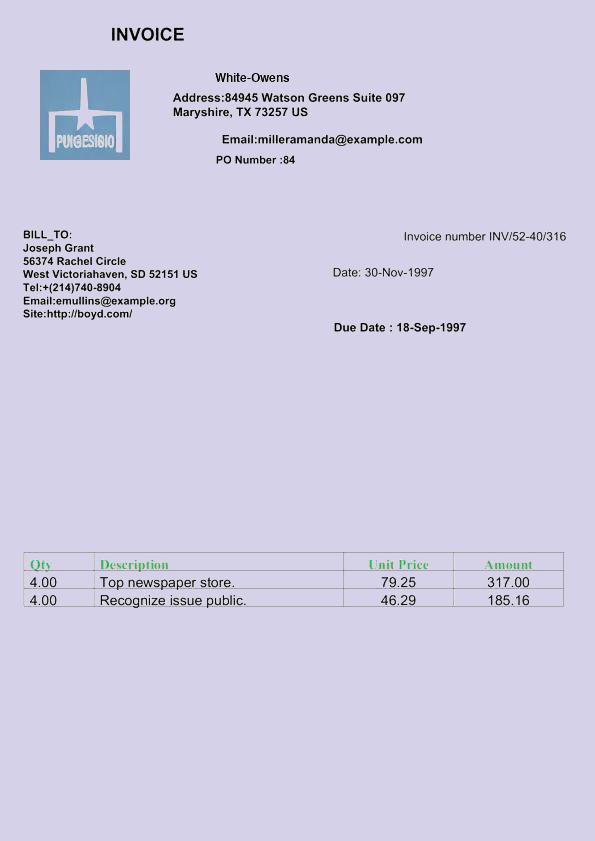 INVOICE
White-Owens
Address:84945 Watson Greens Suite 097
Maryshire, TX 73257 US
PUIGESIGIO
Email:milleramanda@example.com
PO Number :84
BILL_TO:
Joseph Grant
56374 Rachel Circle
West Victoriahaven, SD 52151 US
Tel:+(214)740-8904
Email:emullins@example.org
Site:http://boyd.com/
Invoice number INV/52-40/316
Date: 30-Nov-1997
Due Date : 18-Sep-1997
Qty Description Unit Price Amount
4.00 Top newspaper store. 79.25 317.00
4.00 Recognize issue public. 46.29 185.16